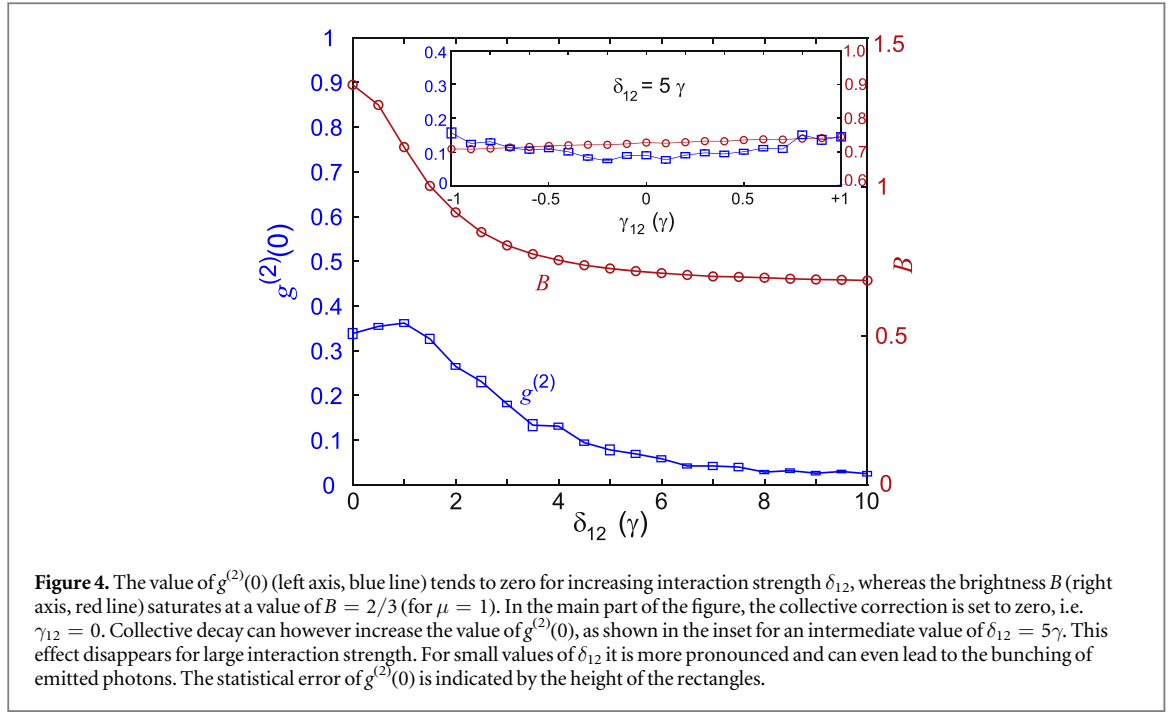 1
0.9
0.8
0.7
0.6
0.5
0.4
0.3
0.2
0.1
0
g(2)(0)
0 2 4 6 8 10
δ12 (γ)
1.5
1
0.5
0
B
B
g(2)
0.4
0.3
0.2
0.1
0
δ12 = 5 γ
1.0
0.9
0.8
0.7
0.6
-1 -0.5 0 0.5 +1
γ12 (γ)
Figure 4. The value of g(2)(0) (left axis, blue line) tends to zero for increasing interaction strength δ12, whereas the brightness B (right
axis, red line) saturates at a value of B = 2/3 (for μ = 1). In the main part of the figure, the collective correction is set to zero, i.e.
γ12 = 0. Collective decay can however increase the value of g(2)(0), as shown in the inset for an intermediate value of δ12 = 5γ. This
effect disappears for large interaction strength. For small values of δ12 it is more pronounced and can even lead to the bunching of
emitted photons. The statistical error of g(2)(0) is indicated by the height of the rectangles.